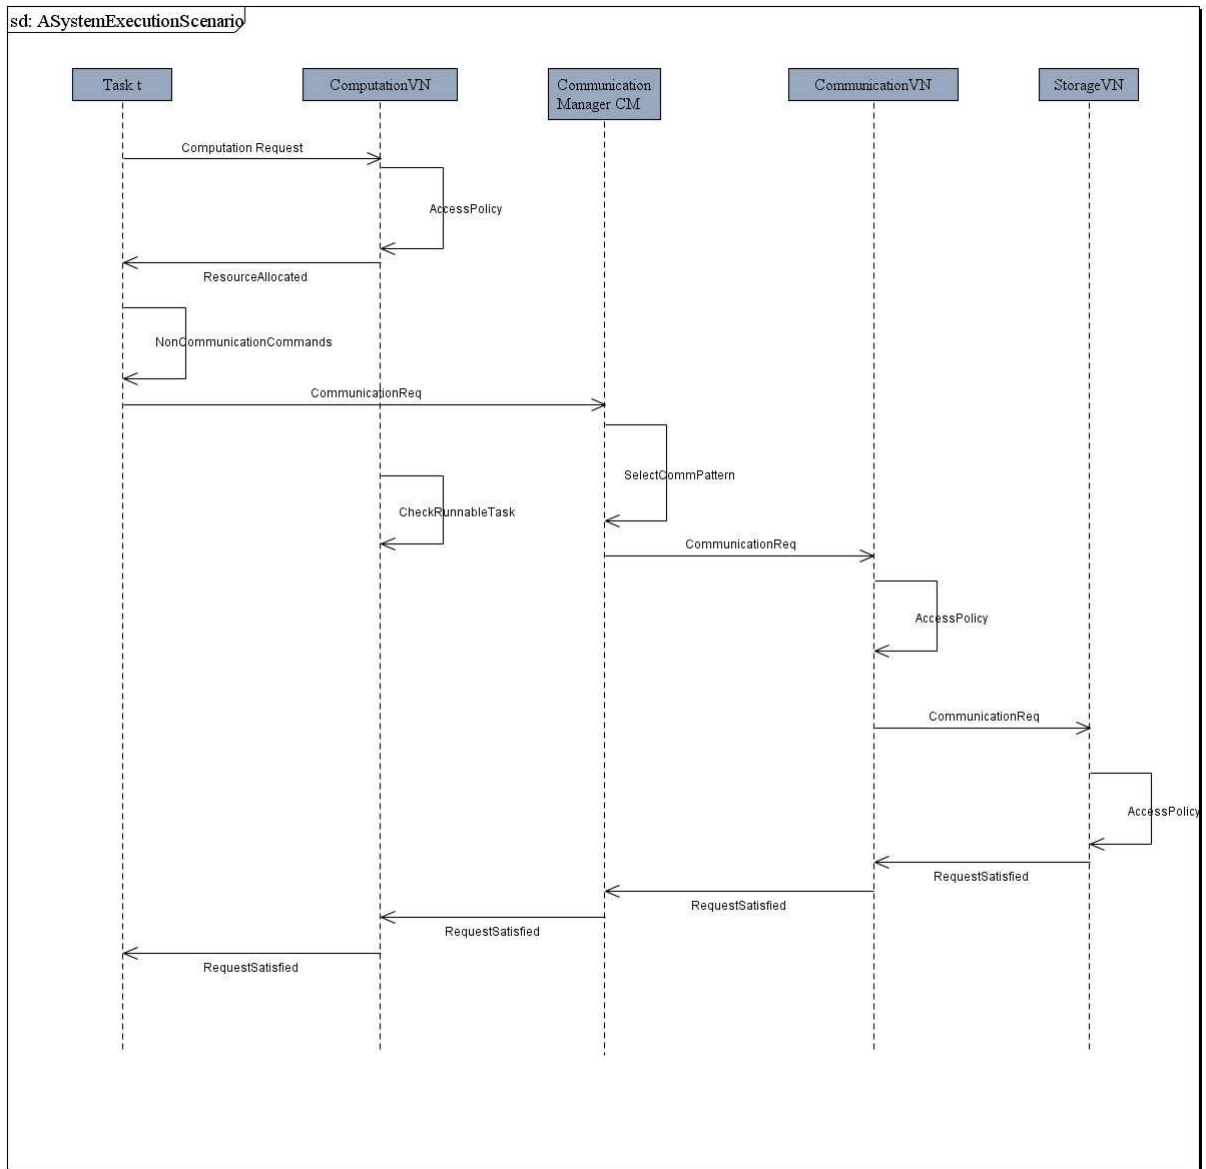 sd: ASystemExecutionScenario
Task t
ComputationVN
Communication
Manager CM
CommunicationVN
StorageVN
Computation Request
AccessPolicy
ResourceAllocated
NonCommunicationCommands
CommunicationReq
SelectCommPattern
CheckRunnableTask
CommunicationReq
AccessPolicy
CommunicationReq
AccessPolicy
RequestSatisfied
RequestSatisfied
RequestSatisfied
RequestSatisfied